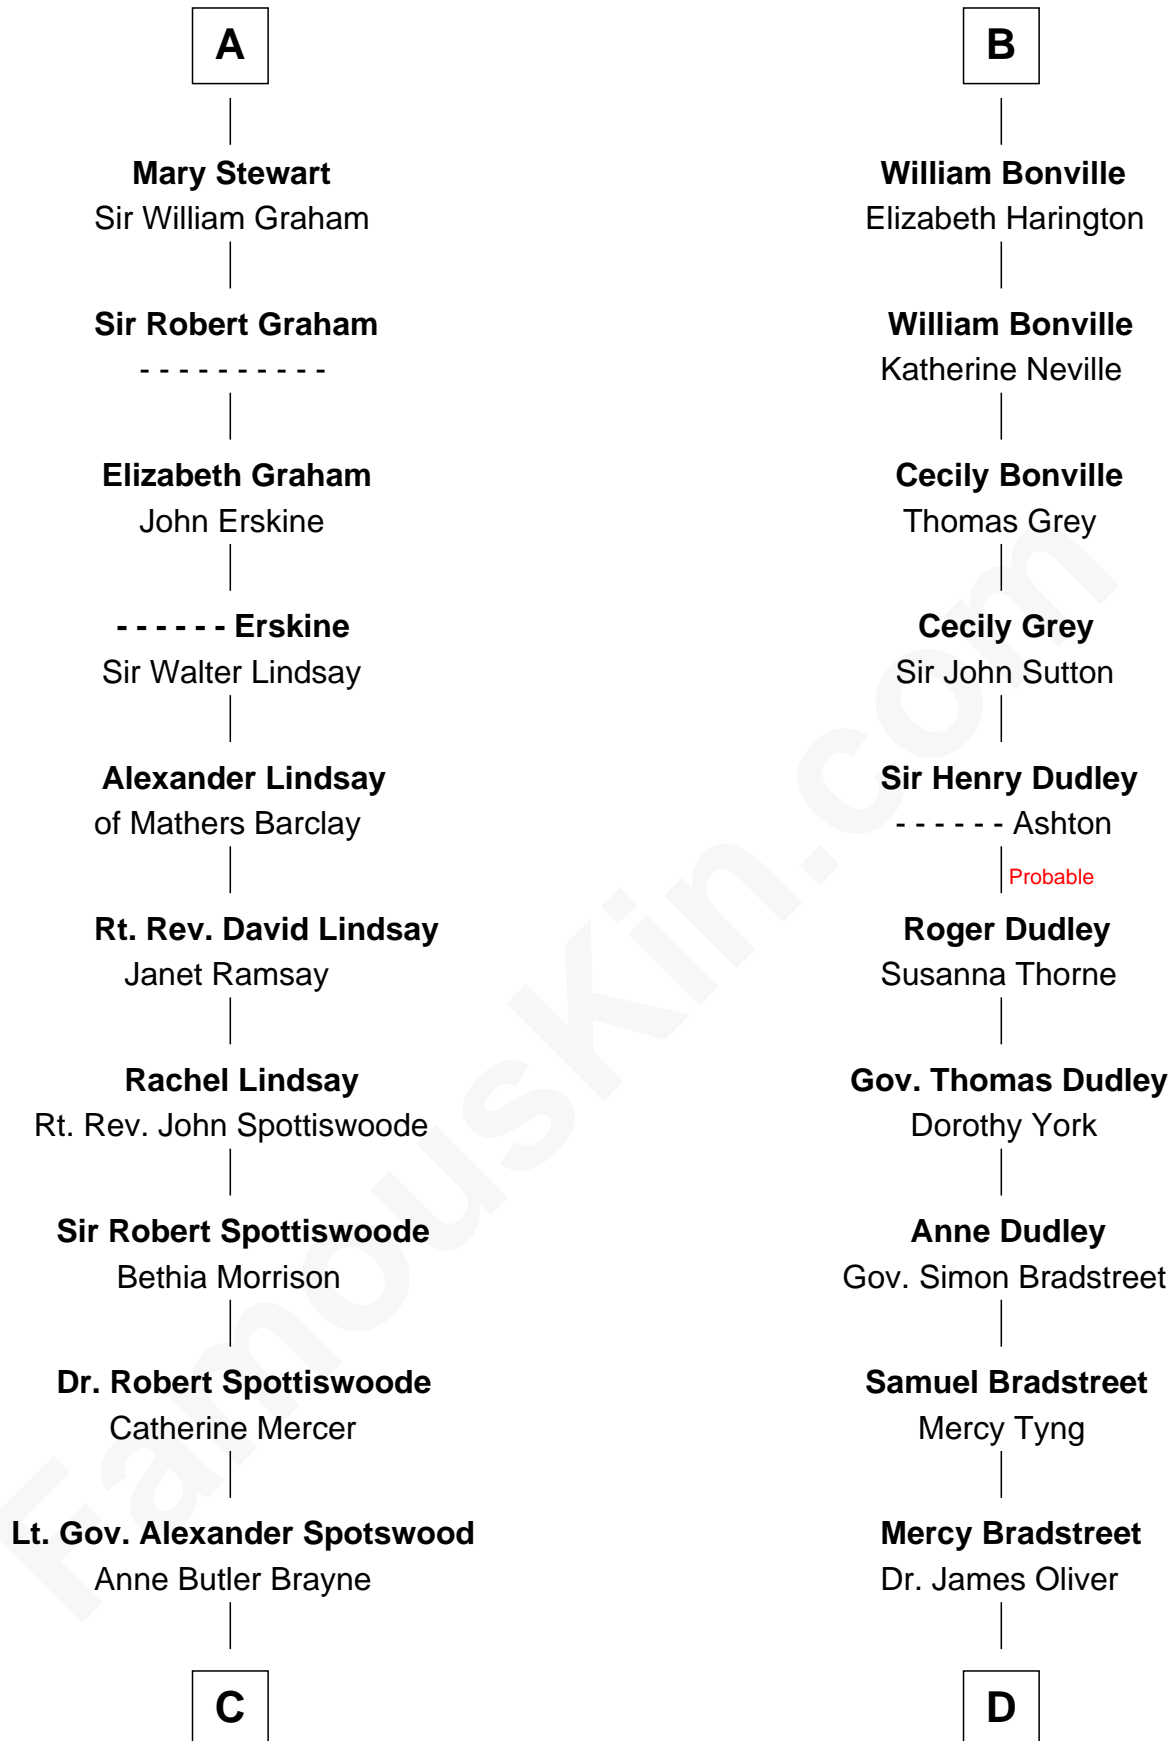 A
Mary Stewart
Sir William Graham
Sir Robert Graham
- - - - - - - - - -
Elizabeth Graham
John Erskine
- - - - - - Erskine
Sir Walter Lindsay
Alexander Lindsay
of Mathers Barclay
Rt. Rev. David Lindsay
Janet Ramsay
Rachel Lindsay
Rt. Rev. John Spottiswoode
Sir Robert Spottiswoode
Bethia Morrison
Dr. Robert Spottiswoode
Catherine Mercer
Lt. Gov. Alexander Spotswood
Anne Butler Brayne
C
B
William Bonville
Elizabeth Harington
William Bonville
Katherine Neville
Cecily Bonville
Thomas Grey
Cecily Grey
Sir John Sutton
Sir Henry Dudley
- - - - - - Ashton
Probable
Roger Dudley
Susanna Thorne
Gov. Thomas Dudley
Dorothy York
Anne Dudley
Gov. Simon Bradstreet
Samuel Bradstreet
Mercy Tyng
Mercy Bradstreet
Dr. James Oliver
D
FamousKin.com